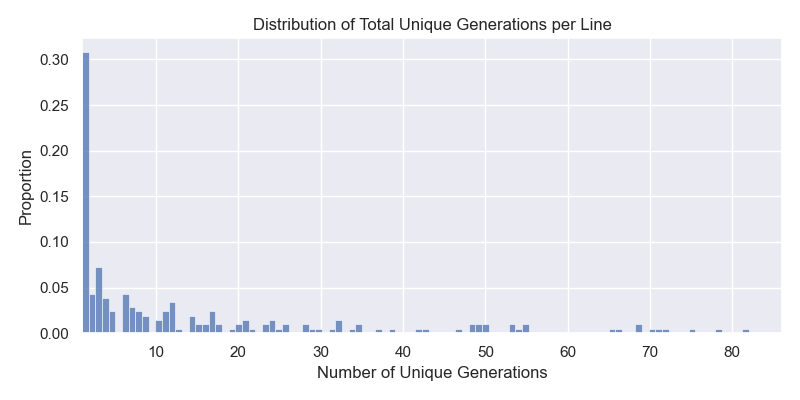 Distribution of Total Unique Generations per Line
Proportion
0.30
0.25
0.20
0.15
0.10
0.05
0.00
10 20 30 40 50 60 70 80
Number of Unique Generations